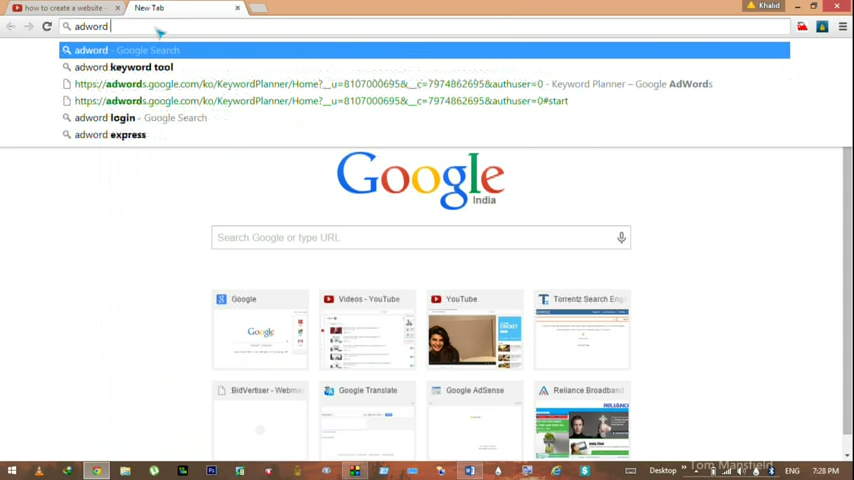 how to create a website -
New Tab
Khalid
adword
adword - Google Search
adword keyword tool
https://adwords.google.com/ko/KeywordPlanner/Home?__u=8107000695&__c=7974862695&authuser=0 - Keyword Planner – Google AdWords
https://adwords.google.com/ko/KeywordPlanner/Home?__u=8107000695&__c=7974862695&authuser=0#start
adword login - Google Search
adword express
Google
India
Search Google or type URL
Google
Videos - YouTube
YouTube
Torrentz Search Engi
BidVertiser - Webma
Google Translate
Google AdSense
Reliance Broadband
Tom Mansfield
Desktop
ENG
7:28 PM